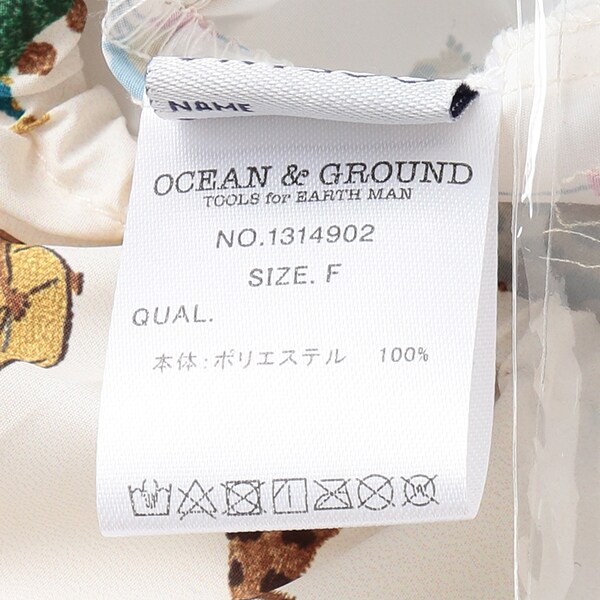 NAME
OCEAN & GROUND
TOOLS for EARTH MAN
NO.1314902
SIZE. F
QUAL.
本体:ポリエステル 100%